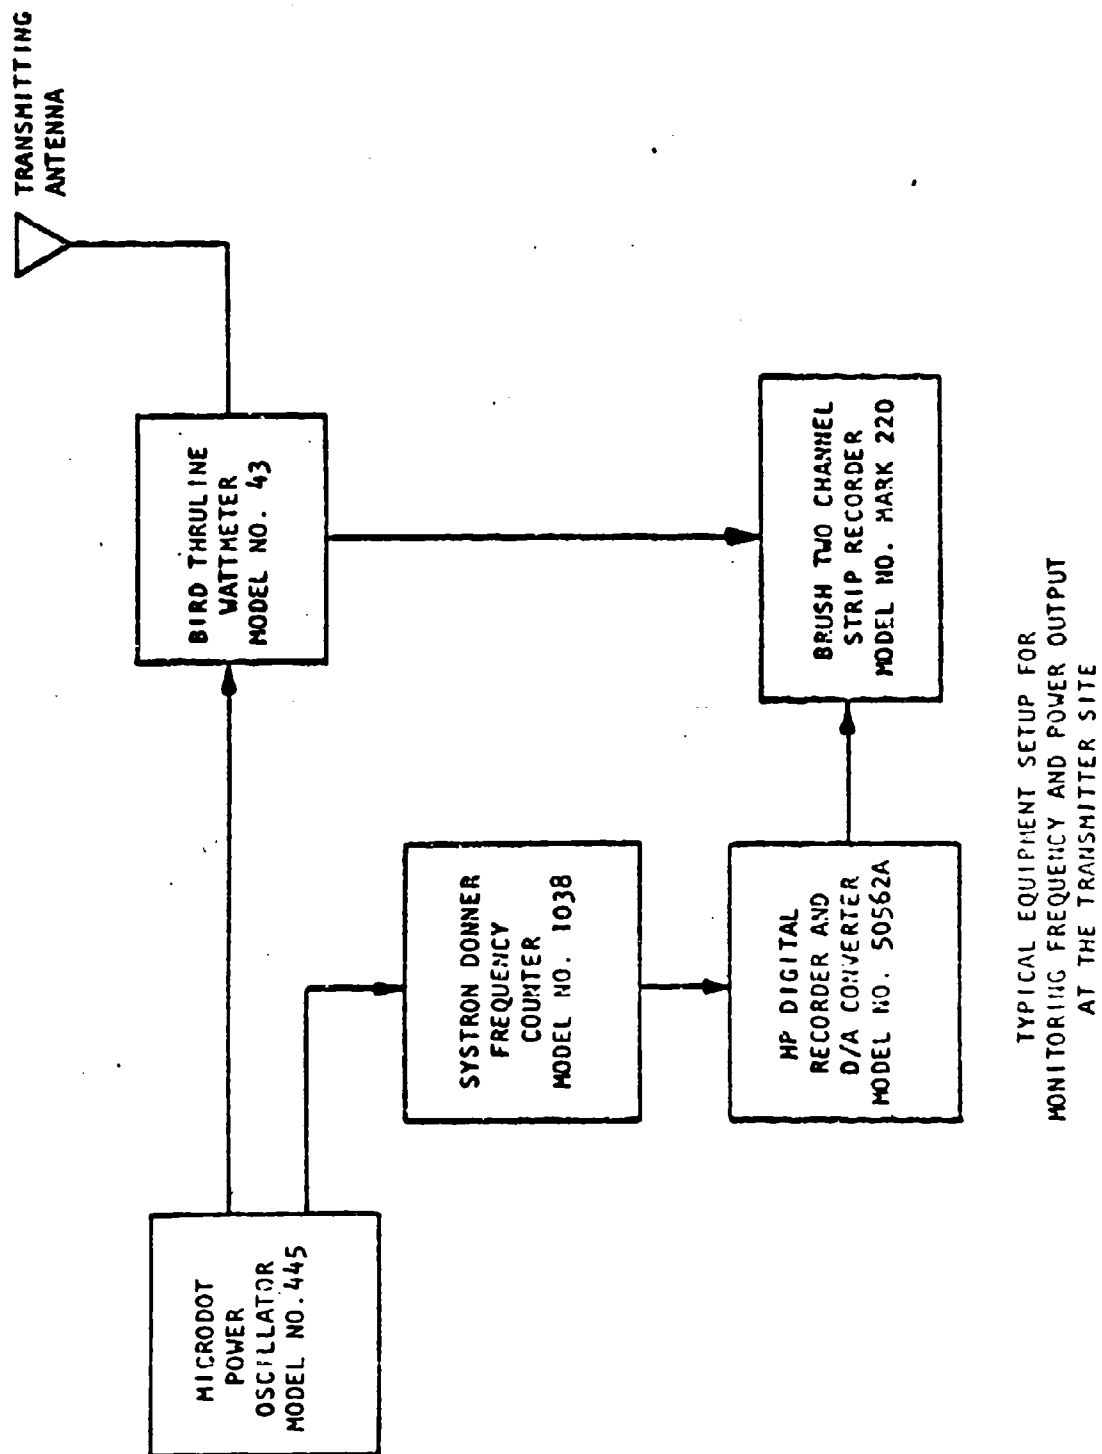 TRANSMITTING
ANTENNA
BIRD THRULINE
WATTMETER
MODEL NO. 43
MICRODOT
POWER
OSCILLATOR
MODEL NO.445
SYSTRON DONNER
FREQUENCY
COUNTER
MODEL NO. 1038
HP DIGITAL
RECORDER AND
D/A CONVERTER
MODEL NO. 50562A
BRUSH TWO CHANNEL
STRIP RECORDER
MODEL NO. MARK 220
TYPICAL EQUIPMENT SETUP FOR
MONITORING FREQUENCY AND POWER OUTPUT
AT THE TRANSMITTER SITE